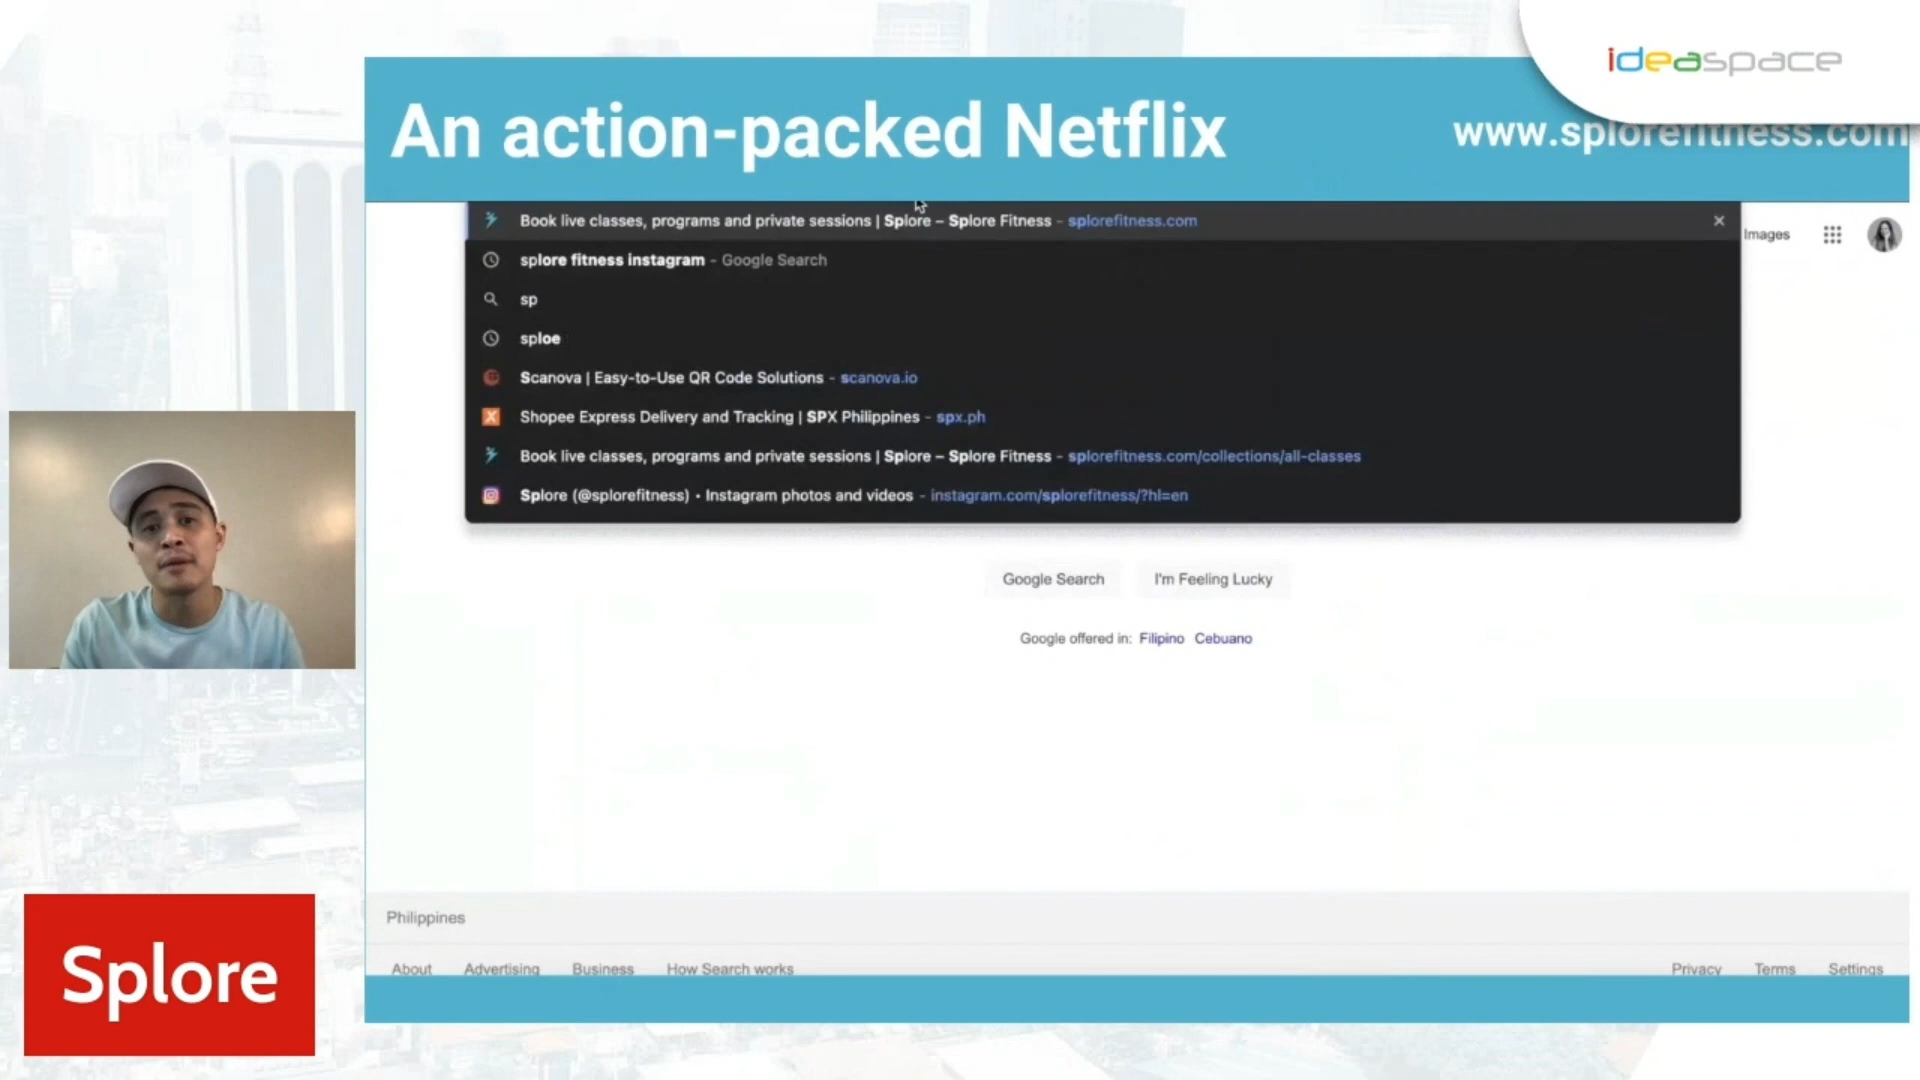 ideaspace
An action-packed Netflix
www.splorefitness.com
Book live classes, programs and private sessions | Splore – Splore Fitness - splorefitness.com
Images
splore fitness instagram - Google Search
sp
sploe
Scanova | Easy-to-Use QR Code Solutions - scanova.io
Shopee Express Delivery and Tracking | SPX Philippines - spx.ph
Book live classes, programs and private sessions | Splore – Splore Fitness - splorefitness.com/collections/all-classes
Splore (@splorefitness) • Instagram photos and videos - instagram.com/splorefitness/?hl=en
Google Search I'm Feeling Lucky
Google offered in: Filipino Cebuano
Philippines
About Advertising Business How Search works Privacy Terms Settings
Splore